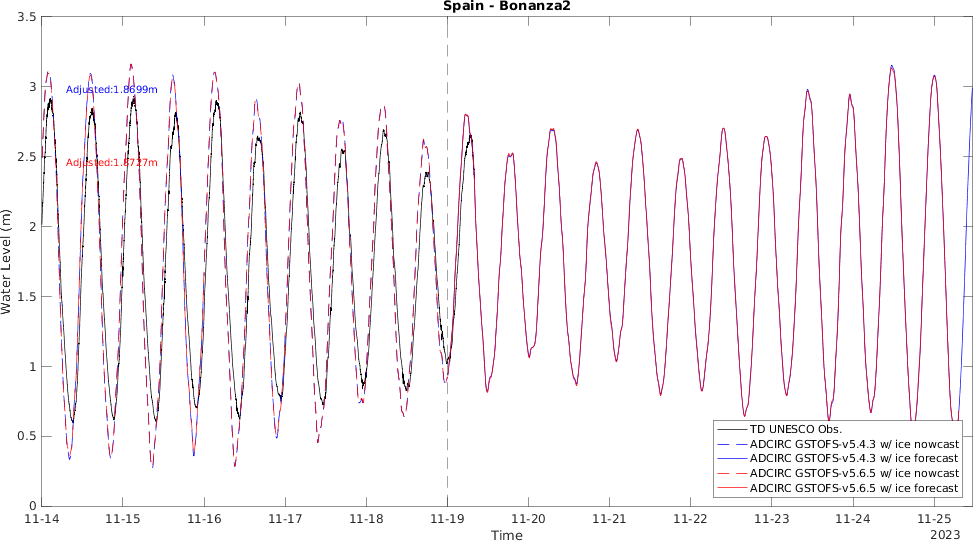 Spain - Bonanza2
3.5
3
2.5
2
1.5
1
0.5
0
Water Level (m)
Adjusted:1.8699m
Adjusted:1.8727m
TD UNESCO Obs.
ADCIRC GSTOFS-v5.4.3 w/ ice nowcast
ADCIRC GSTOFS-v5.4.3 w/ ice forecast
ADCIRC GSTOFS-v5.6.5 w/ ice nowcast
ADCIRC GSTOFS-v5.6.5 w/ ice forecast
11-14 11-15 11-16 11-17 11-18 11-19 11-20 11-21 11-22 11-23 11-24 11-25
2023
Time